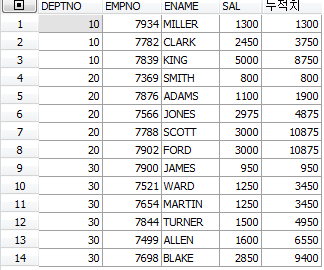 DEPTNO EMPNO ENAME SAL 누적치
1 10 7934 MILLER 1300 1300
2 10 7782 CLARK 2450 3750
3 10 7839 KING 5000 8750
4 20 7369 SMITH 800 800
5 20 7876 ADAMS 1100 1900
6 20 7566 JONES 2975 4875
7 20 7788 SCOTT 3000 10875
8 20 7902 FORD 3000 10875
9 30 7900 JAMES 950 950
10 30 7521 WARD 1250 3450
11 30 7654 MARTIN 1250 3450
12 30 7844 TURNER 1500 4950
13 30 7499 ALLEN 1600 6550
14 30 7698 BLAKE 2850 9400